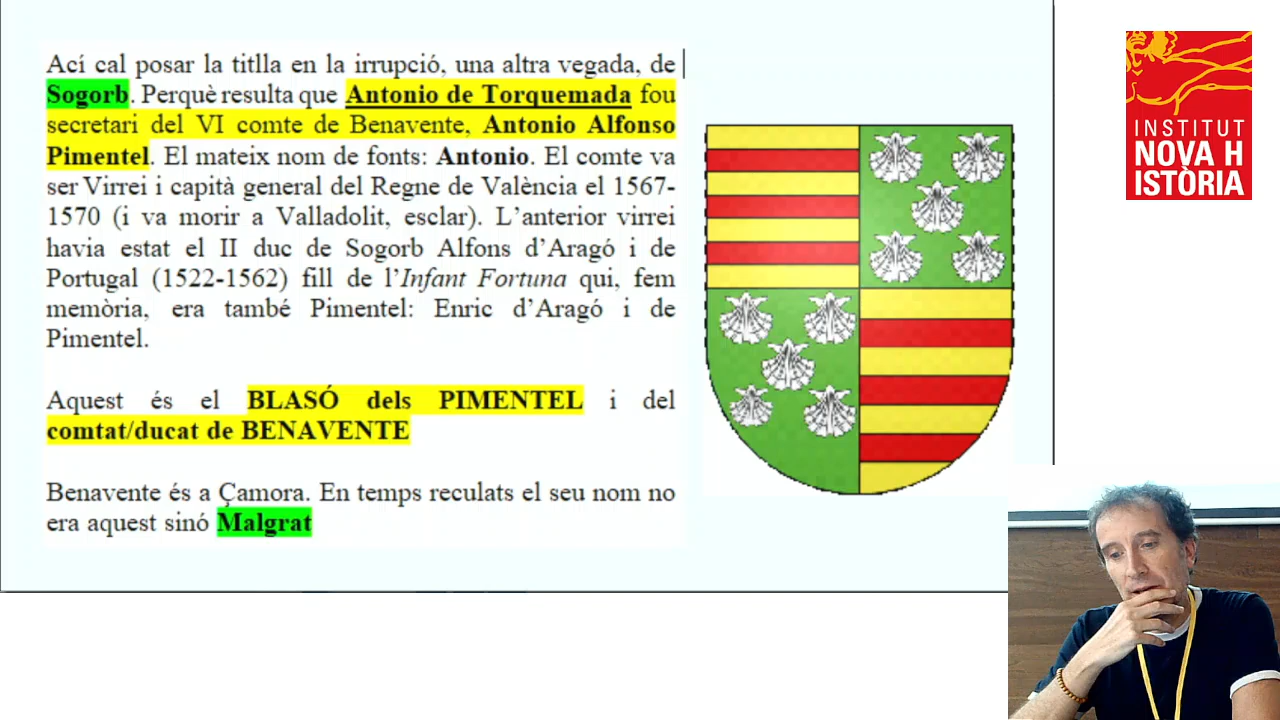 Ací cal posar la titlla en la irrupció, una altra vegada, de
Sogorb. Perquè resulta que Antonio de Torquemada fou
secretari del VI comte de Benavente, Antonio Alfonso
Pimentel. El mateix nom de fonts: Antonio. El comte va
ser Virrei i capità general del Regne de València el 1567-
1570 (i va morir a Valladolit, esclar). L’anterior virrei
havia estat el II duc de Sogorb Alfons d’Aragó i de
Portugal (1522-1562) fill de l’Infant Fortuna qui, fem
memòria, era també Pimentel: Enric d’Aragó i de
Pimentel.
Aquest és el BLASÓ dels PIMENTEL i del
comtat/ducat de BENAVENTE
Benavente és a Çamora. En temps reculats el seu nom no
era aquest sinó Malgrat
INSTITUT
NOVA H
ISTÒRIA